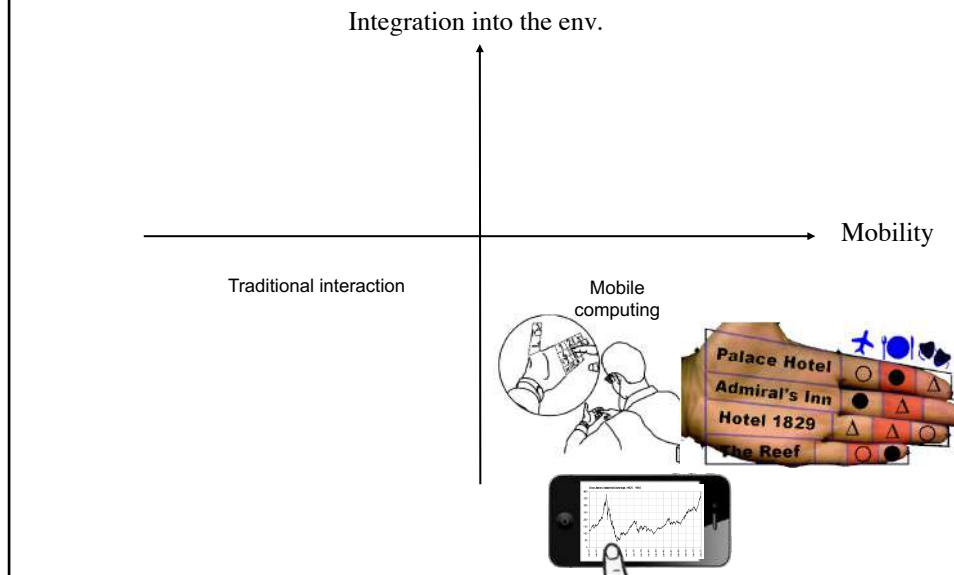 Integration into the env.
Mobility
Traditional interaction
Mobile
computing
Palace Hotel
Admiral's Inn
Hotel 1829
The Reef